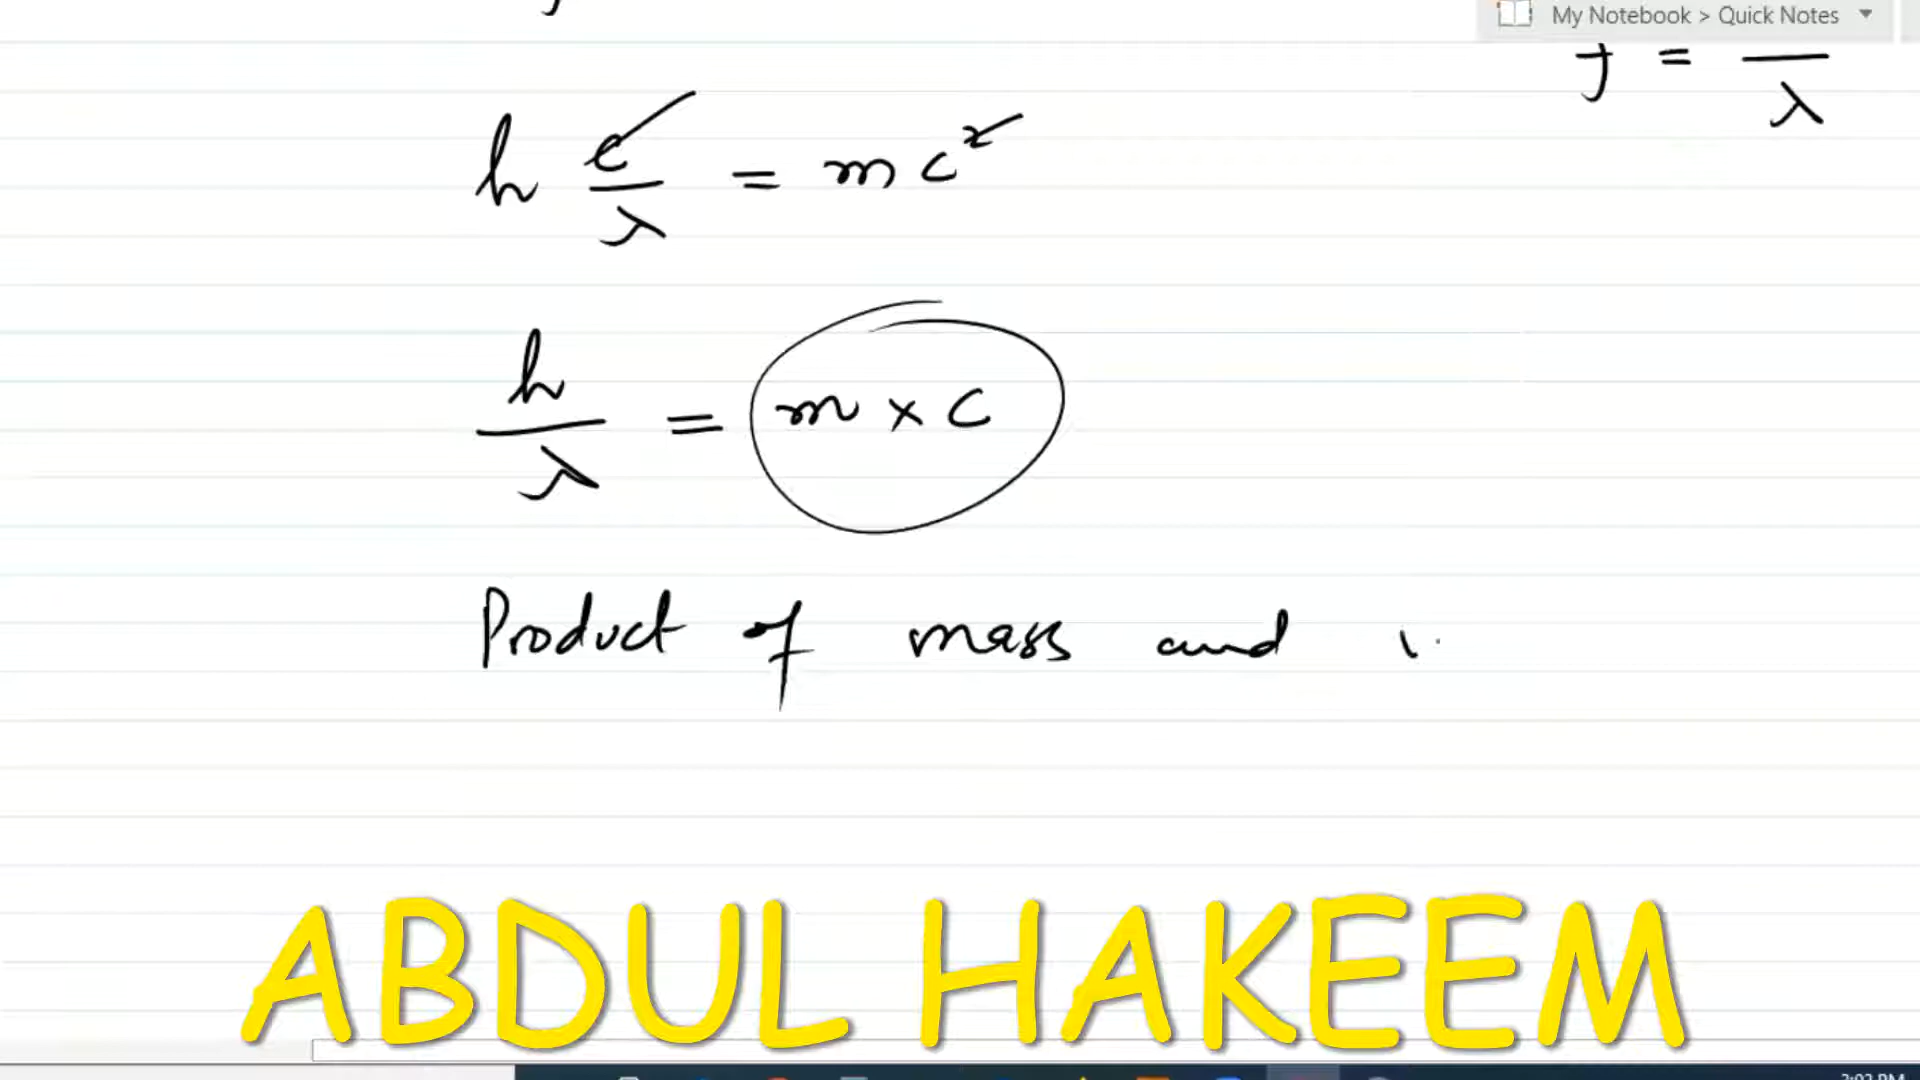 My Notebook > Quick Notes
f = — λ
h c/λ = mc²
h/λ = m × c
Product of mass and
ABDUL HAKEEM